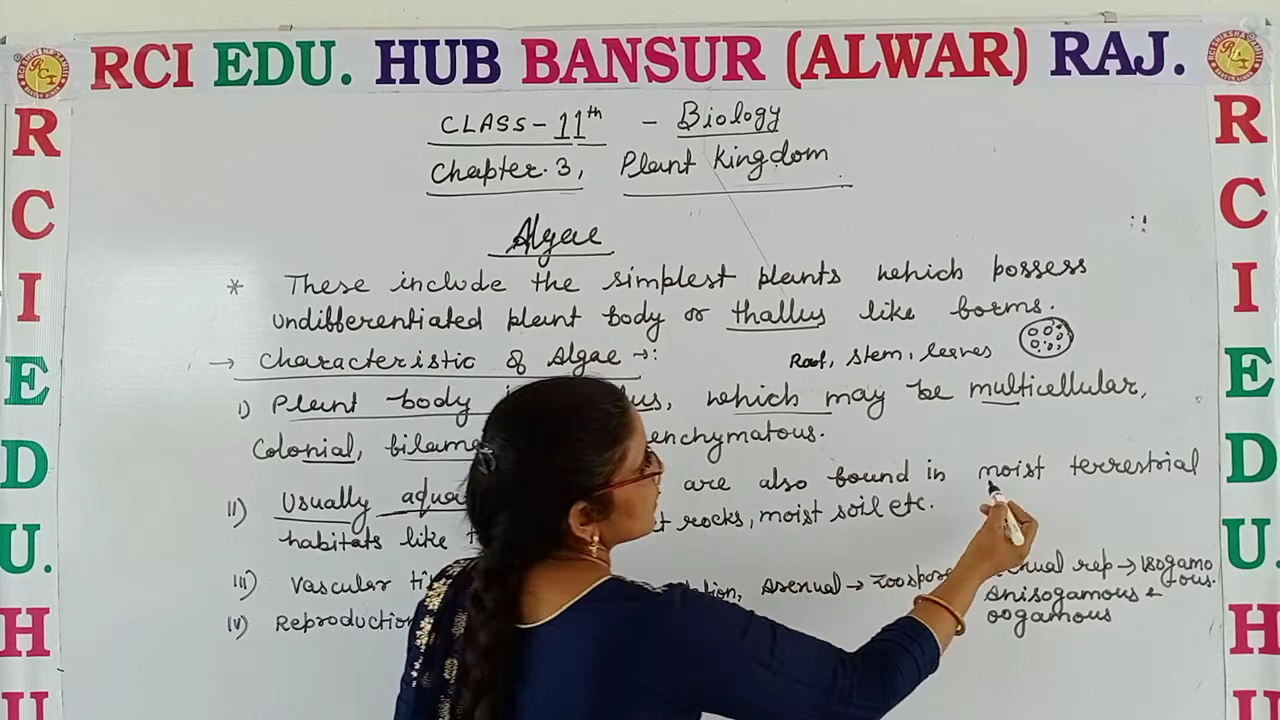 RCI EDU. HUB BANSUR (ALWAR) RAJ.
CLASS - 11th - Biology
Chapter. 3, Plant Kingdom
Algae
* These include the simplest plants which possess
undifferentiated plant body or thallus like forms.
→ Characteristic of Algae →:
Root, stem, leaves
i) Plant body, which may be multicellular,
Colonial,
II) Usually are also found in moist terrestrial
habitats like rocks, moist soil etc.
III) Vascular
IV) Reproduction
Asexual → Zoospore
rep → Isogamo
ous.
Anisogamous &
oogamous
R
C
I
E
D
U.
H
U
R
C
I
E
D
U.
H
U